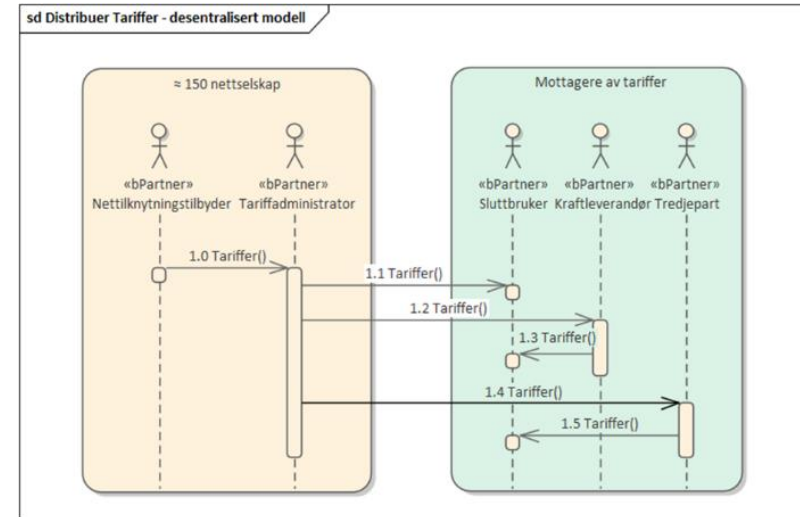 sd Distribuer Tariffer - desentralisert modell
≈ 150 nettselskap
Mottagere av tariffer
«bPartner» «bPartner» «bPartner» «bPartner» «bPartner»
Nettilknytningstilbyder Tariffadministrator Sluttbruker Kraftleverandør Tredjepart
1.0 Tariffer()
1.1 Tariffer()
1.2 Tariffer()
1.3 Tariffer()
1.4 Tariffer()
1.5 Tariffer()